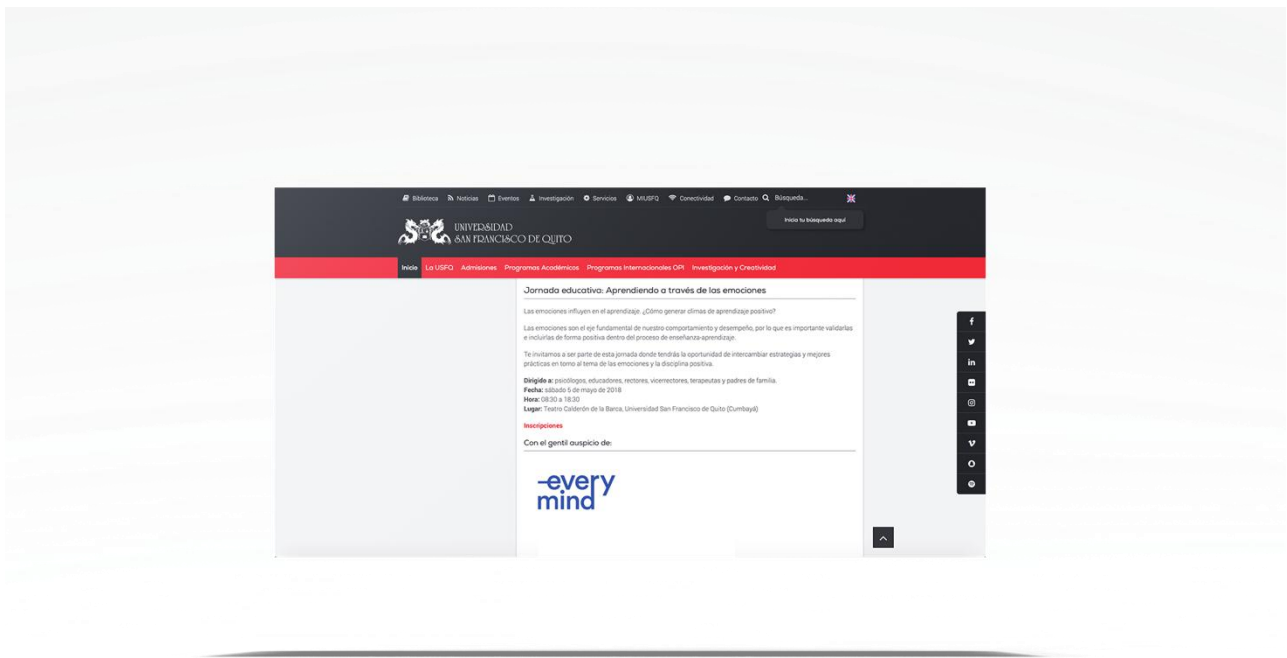 Biblioteca Noticias Eventos Investigación Servicios MiUSFQ Conectividad Contacto Búsqueda...
Inicia tu búsqueda aquí
UNIVERSIDAD
SAN FRANCISCO DE QUITO
Inicio La USFQ Admisiones Programas Académicos Programas Internacionales OPI Investigación y Creatividad
Jornada educativa: Aprendiendo a través de las emociones
Las emociones influyen en el aprendizaje. ¿Cómo generar climas de aprendizaje positivo?
Las emociones son el eje fundamental de nuestro comportamiento y desempeño, por lo que es importante validarlas
e incluirlas de forma positiva dentro del proceso de enseñanza-aprendizaje.
Te invitamos a ser parte de esta jornada donde tendrás la oportunidad de intercambiar estrategias y mejores
prácticas en torno al tema de las emociones y la disciplina positiva.
Dirigido a: psicólogos, educadores, rectores, vicerrectores, terapeutas y padres de familia.
Fecha: sábado 5 de mayo de 2018
Hora: 08:30 a 18:30
Lugar: Teatro Calderón de la Barca, Universidad San Francisco de Quito (Cumbayá)
Inscripciones
Con el gentil auspicio de:
every
mind